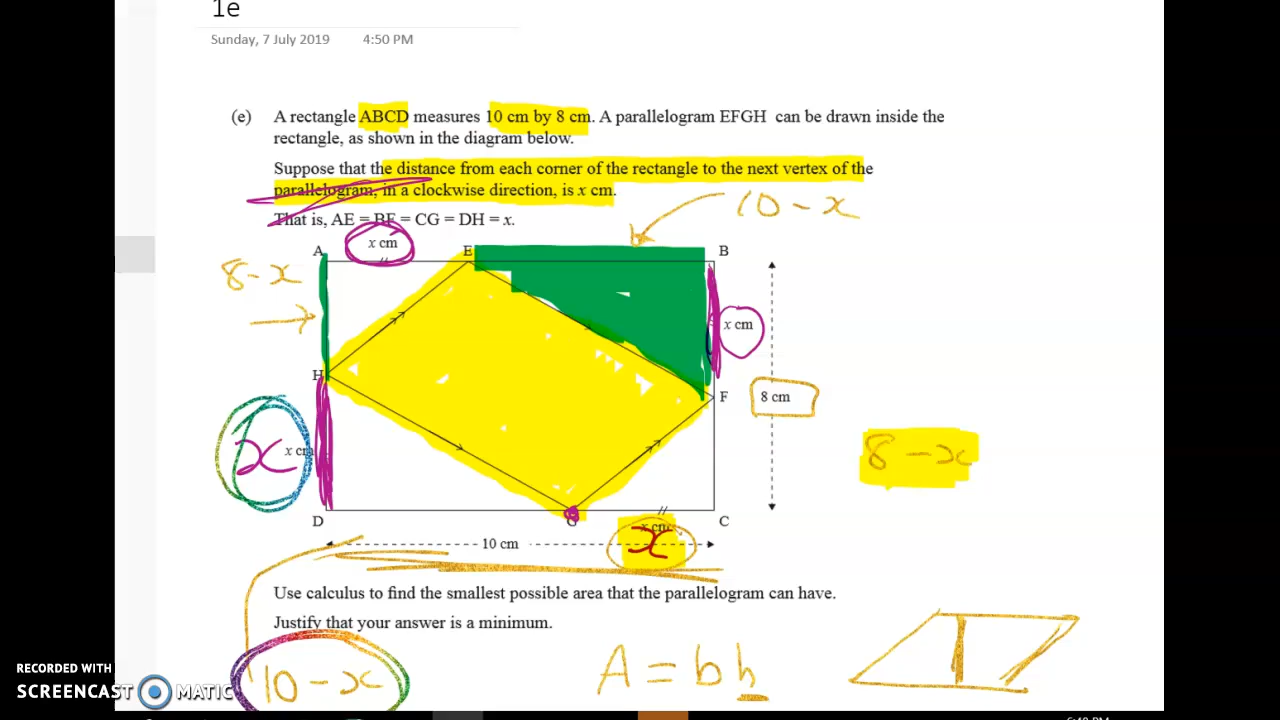 1e
Sunday, 7 July 2019 4:50 PM
(e) A rectangle ABCD measures 10 cm by 8 cm. A parallelogram EFGH can be drawn inside the
rectangle, as shown in the diagram below.
Suppose that the distance from each corner of the rectangle to the next vertex of the
parallelogram, in a clockwise direction, is x cm.
That is, AE = BF = CG = DH = x.
10 - x
A x cm E B
8 - x
x cm
H
F 8 cm
8 - x
x x cm
D G x cm C
x
10 cm
Use calculus to find the smallest possible area that the parallelogram can have.
Justify that your answer is a minimum.
10 - x
A = bh
RECORDED WITH
SCREENCAST MATIC